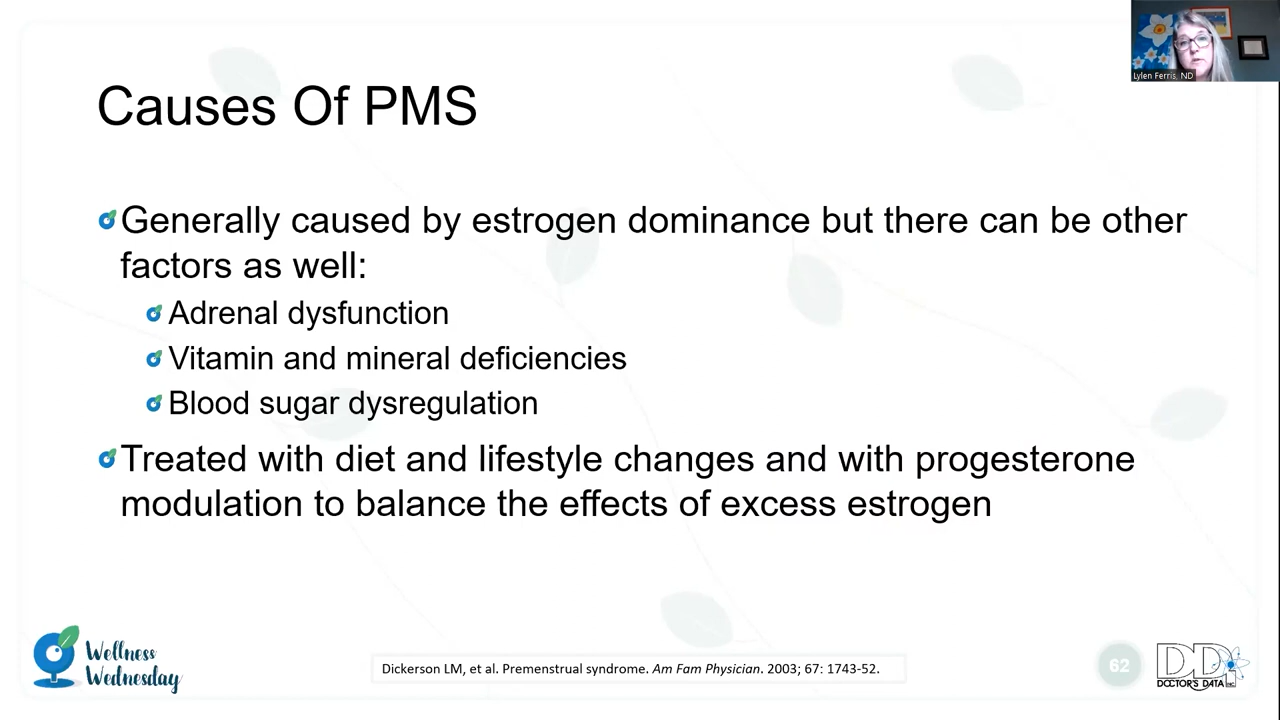 Lylen Ferris, ND
Causes Of PMS
Generally caused by estrogen dominance but there can be other
factors as well:
Adrenal dysfunction
Vitamin and mineral deficiencies
Blood sugar dysregulation
Treated with diet and lifestyle changes and with progesterone
modulation to balance the effects of excess estrogen
Wellness
Wednesday
Dickerson LM, et al. Premenstrual syndrome. Am Fam Physician. 2003; 67: 1743-52.
62
DDI
DOCTOR'S DATA INC